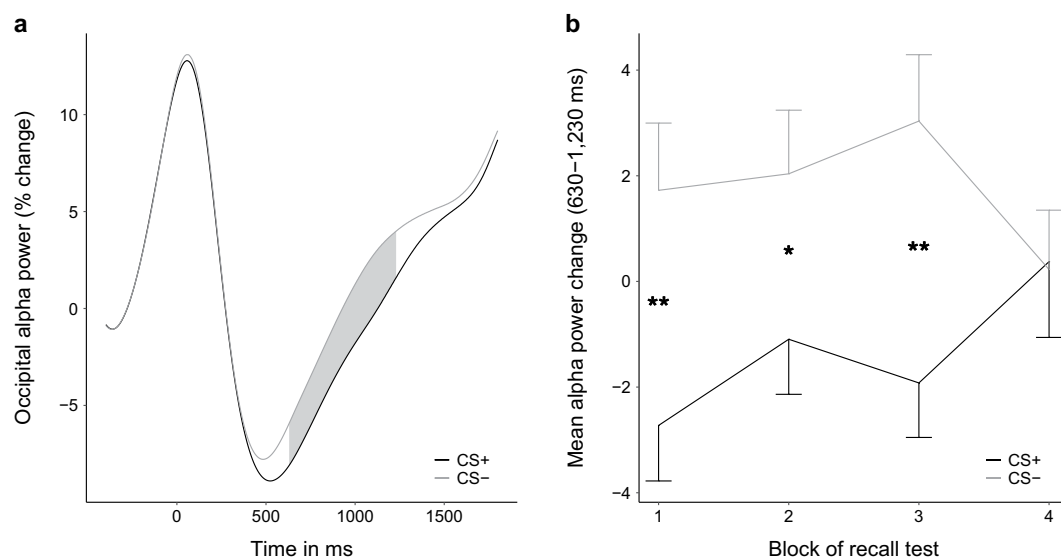 a
Occipital alpha power (% change)
10
5
0
−5
0 500 1000 1500
Time in ms
CS+
CS−
b
Mean alpha power change (630−1,230 ms)
4
2
0
−2
−4
**
*
**
1 2 3 4
Block of recall test
CS+
CS−